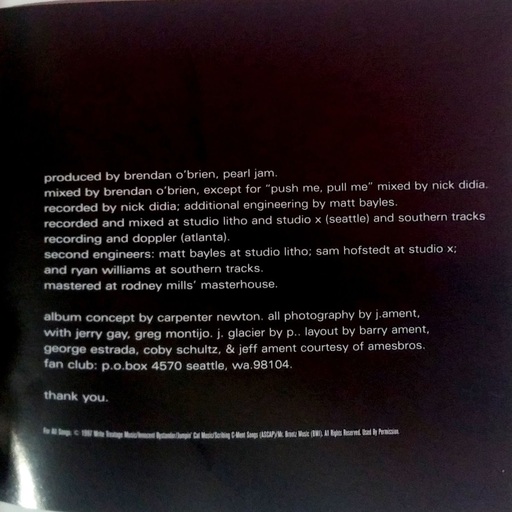 produced by brendan o'brien, pearl jam.
mixed by brendan o'brien, except for "push me, pull me" mixed by nick didia.
recorded by nick didia; additional engineering by matt bayles.
recorded and mixed at studio litho and studio x (seattle) and southern tracks
recording and doppler (atlanta).
second engineers: matt bayles at studio litho; sam hofstedt at studio x;
and ryan williams at southern tracks.
mastered at rodney mills' masterhouse.
album concept by carpenter newton. all photography by j.ament,
with jerry gay, greg montijo. j. glacier by p.. layout by barry ament,
george estrada, coby schultz, & jeff ament courtesy of amesbros.
fan club: p.o.box 4570 seattle, wa.98104.
thank you.
For All Songs: © 1997 Write Treatage Music/Innocent Bystander/Jumpin' Cat Music/Scribing C-Ment Songs (ASCAP)/Mr. Brentz Music (BMI). All Rights Reserved. Used By Permission.